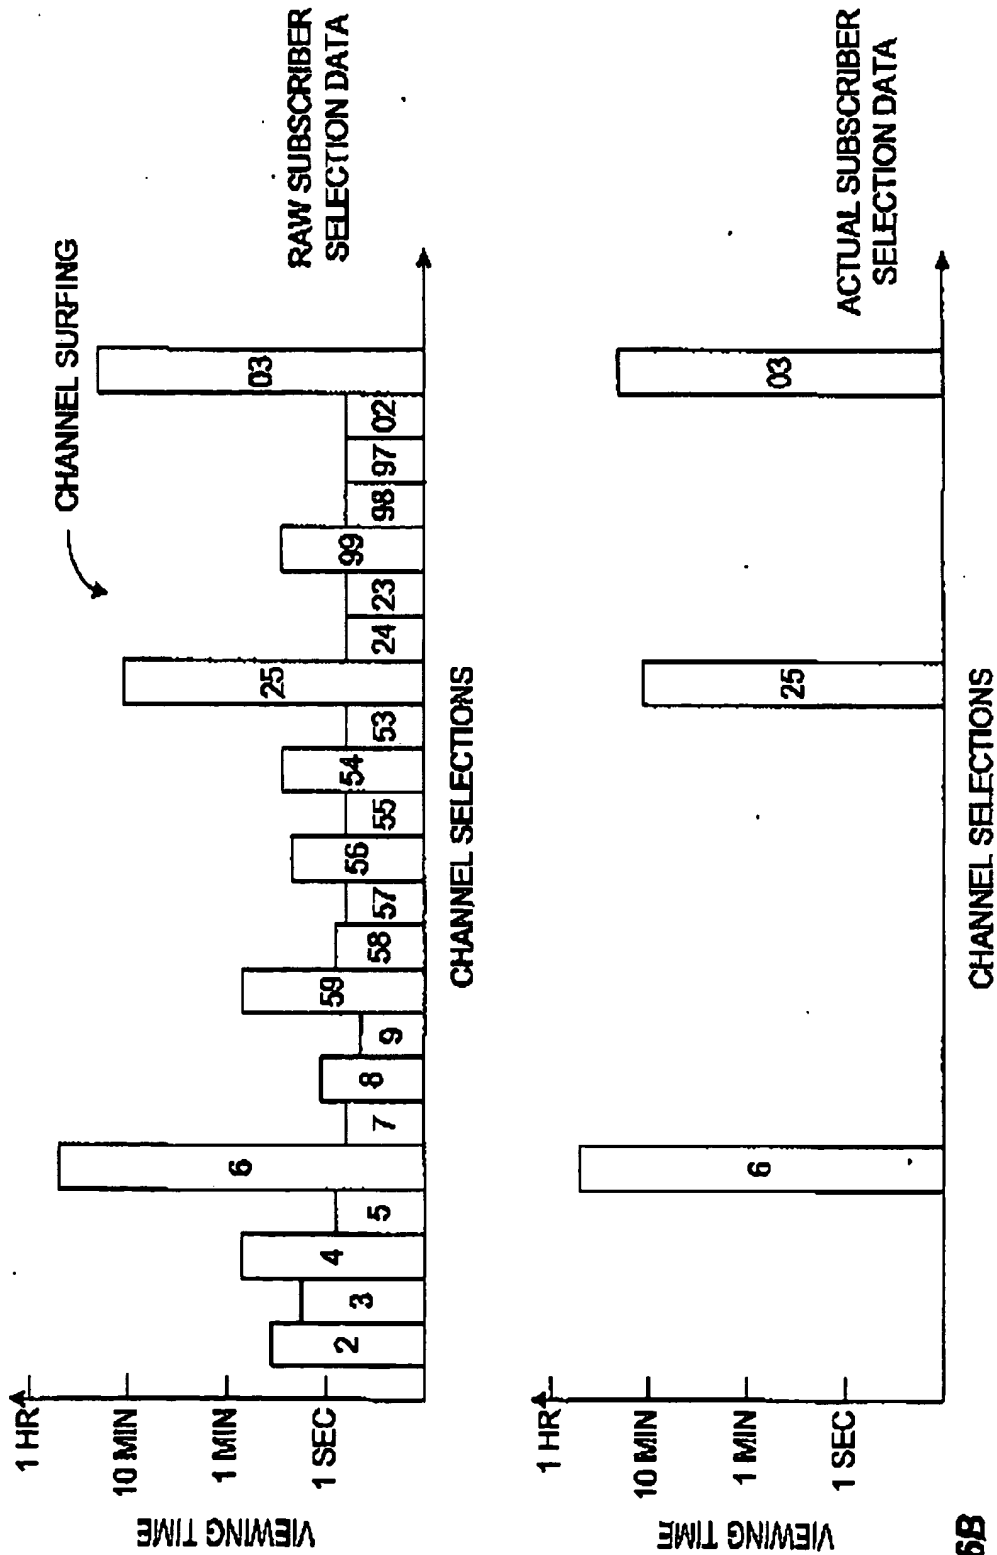 CHANNEL SURFING
RAW SUBSCRIBER
SELECTION DATA
VIEWING TIME
1 HR
10 MIN
1 MIN
1 SEC
2
3
4
5
6
7
8
9
59
58
57
56
55
54
53
25
24
23
99
98
97
02
03
CHANNEL SELECTIONS
ACTUAL SUBSCRIBER
SELECTION DATA
VIEWING TIME
1 HR
10 MIN
1 MIN
1 SEC
6
25
03
CHANNEL SELECTIONS
6B